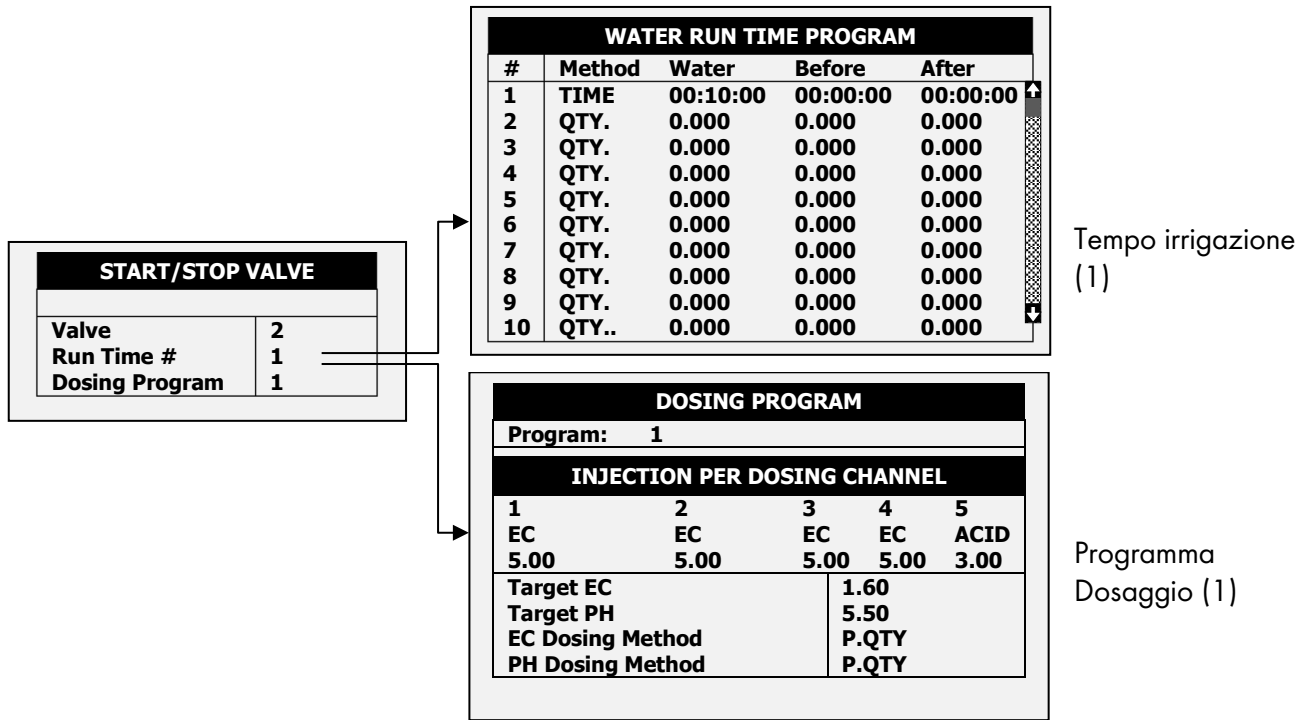 START/STOP VALVE
Valve 2
Run Time # 1
Dosing Program 1
WATER RUN TIME PROGRAM
# Method Water Before After
1 TIME 00:10:00 00:00:00 00:00:00
2 QTY. 0.000 0.000 0.000
3 QTY. 0.000 0.000 0.000
4 QTY. 0.000 0.000 0.000
5 QTY. 0.000 0.000 0.000
6 QTY. 0.000 0.000 0.000
7 QTY. 0.000 0.000 0.000
8 QTY. 0.000 0.000 0.000
9 QTY. 0.000 0.000 0.000
10 QTY.. 0.000 0.000 0.000
Tempo irrigazione
(1)
DOSING PROGRAM
Program: 1
INJECTION PER DOSING CHANNEL
1 2 3 4 5
EC EC EC EC ACID
5.00 5.00 5.00 5.00 3.00
Target EC 1.60
Target PH 5.50
EC Dosing Method P.QTY
PH Dosing Method P.QTY
Programma
Dosaggio (1)